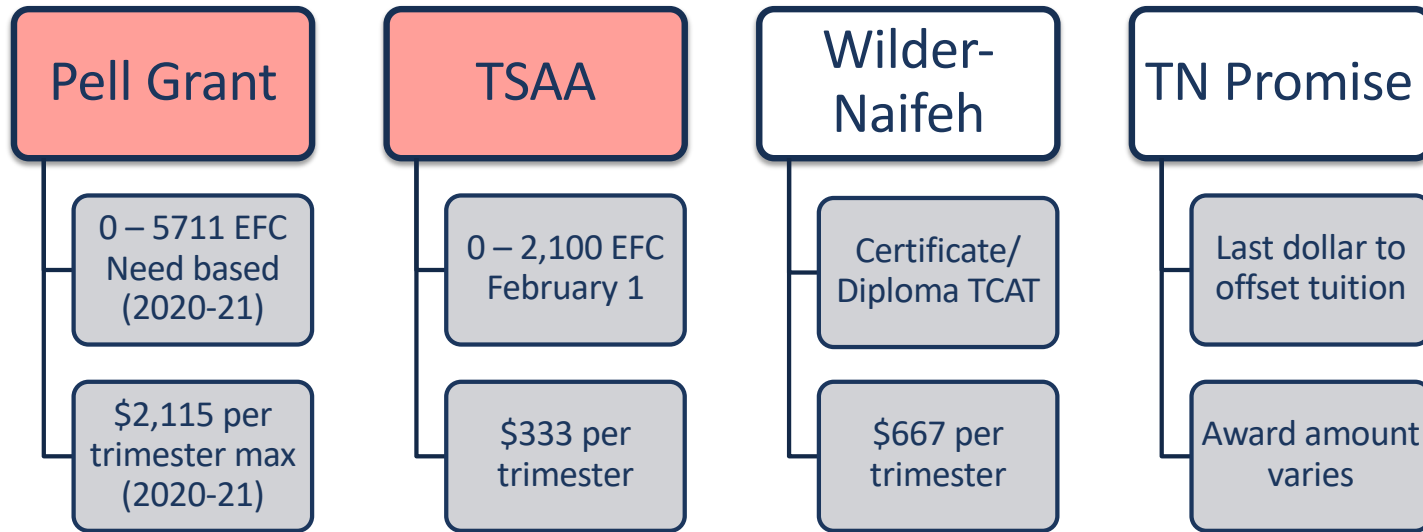 Pell Grant
0 – 5711 EFC
Need based
(2020-21)
$2,115 per
trimester max
(2020-21)
TSAA
0 – 2,100 EFC
February 1
$333 per
trimester
Wilder-
Naifeh
Certificate/
Diploma TCAT
$667 per
trimester
TN Promise
Last dollar to
offset tuition
Award amount
varies